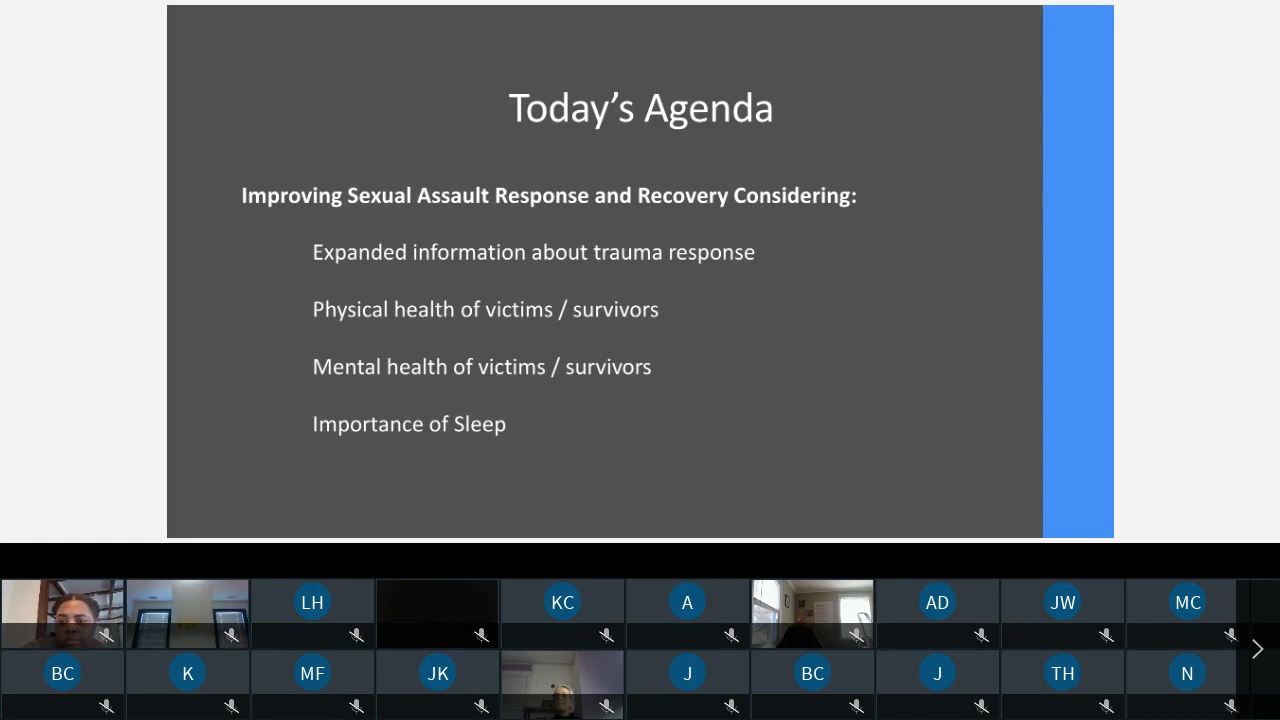 Today’s Agenda
Improving Sexual Assault Response and Recovery Considering:
Expanded information about trauma response
Physical health of victims / survivors
Mental health of victims / survivors
Importance of Sleep
LH KC A AD JW MC
BC K MF JK J BC J TH N